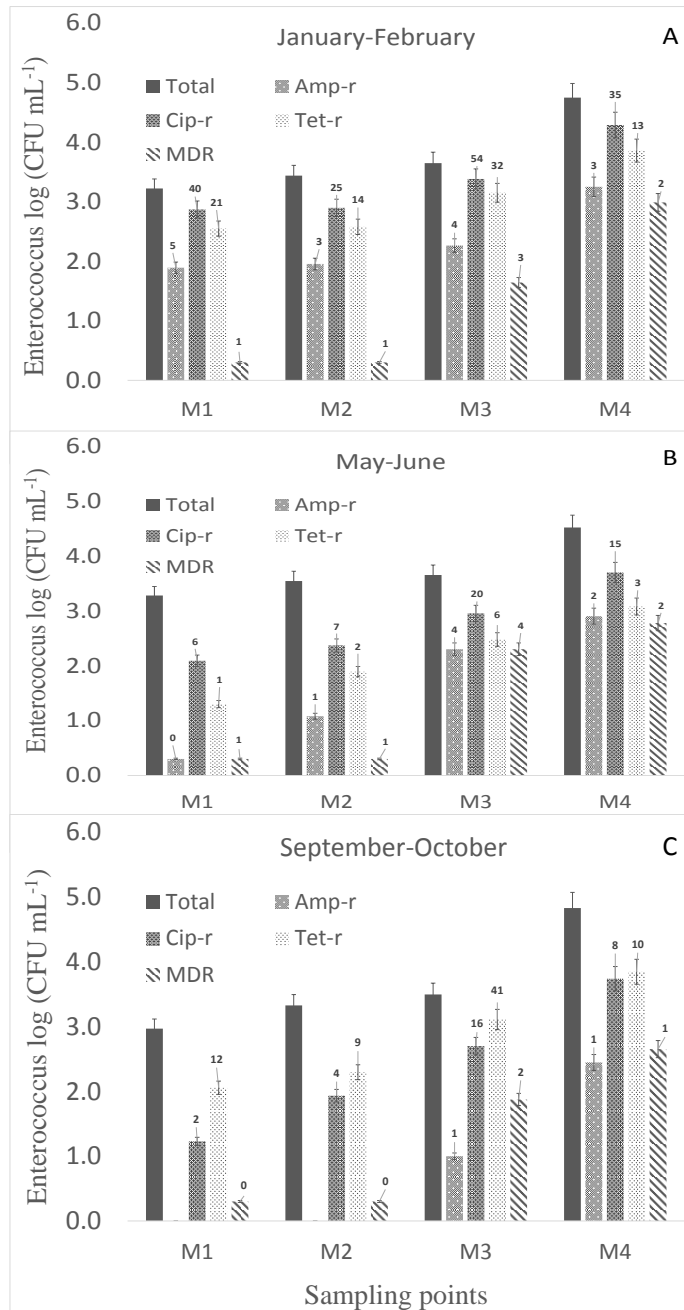 January-February
A
Enteroccoccus log (CFU mL-1)
6.0
5.0
4.0
3.0
2.0
1.0
0.0
Total
Amp-r
Cip-r
Tet-r
MDR
5
40
21
1
3
25
14
1
4
54
32
3
3
35
13
2
M1
M2
M3
M4
May-June
B
Enterococcus log (CFU mL-1)
6.0
5.0
4.0
3.0
2.0
1.0
0.0
Total
Amp-r
Cip-r
Tet-r
MDR
0
6
1
1
1
7
2
1
4
20
6
4
2
15
3
2
M1
M2
M3
M4
September-October
C
Enterococcus log (CFU mL-1)
6.0
5.0
4.0
3.0
2.0
1.0
0.0
Total
Amp-r
Cip-r
Tet-r
MDR
2
12
0
4
9
0
1
16
41
2
1
8
10
1
M1
M2
M3
M4
Sampling points